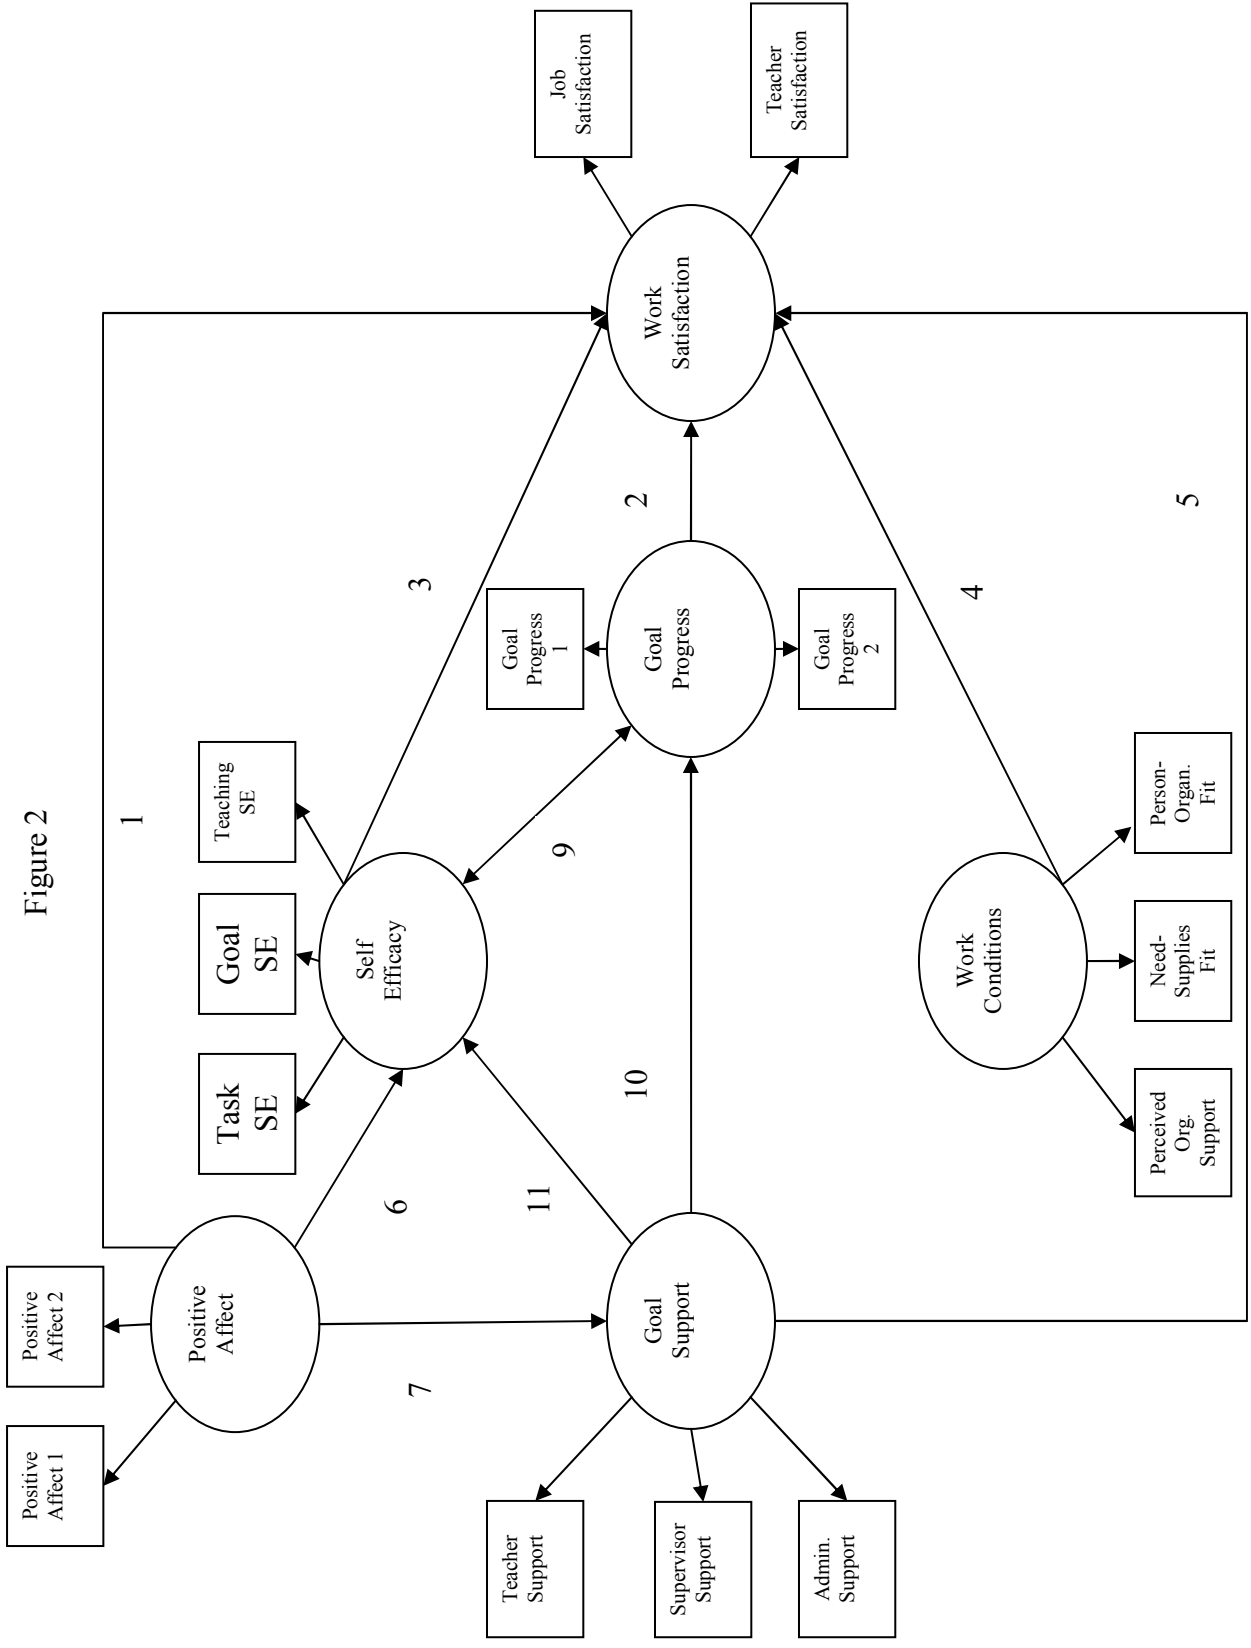 Figure 2
1
Positive
Affect 1
Positive
Affect 2
Positive
Affect
Task
SE
Goal
SE
Teaching
SE
Self
Efficacy
6
7
3
9
11
Goal
Progress
1
Goal
Progress
Goal
Progress
2
2
10
Job
Satisfaction
Work
Satisfaction
Teacher
Satisfaction
Teacher
Support
Supervisor
Support
Admin.
Support
Goal
Support
4
5
Work
Conditions
Perceived
Org.
Support
Need-
Supplies
Fit
Person-
Organ.
Fit